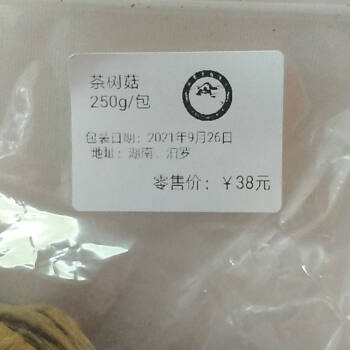 茶树菇
250g/包
包装日期：2021年9月26日
地址：湖南、汨罗
零售价：￥38元